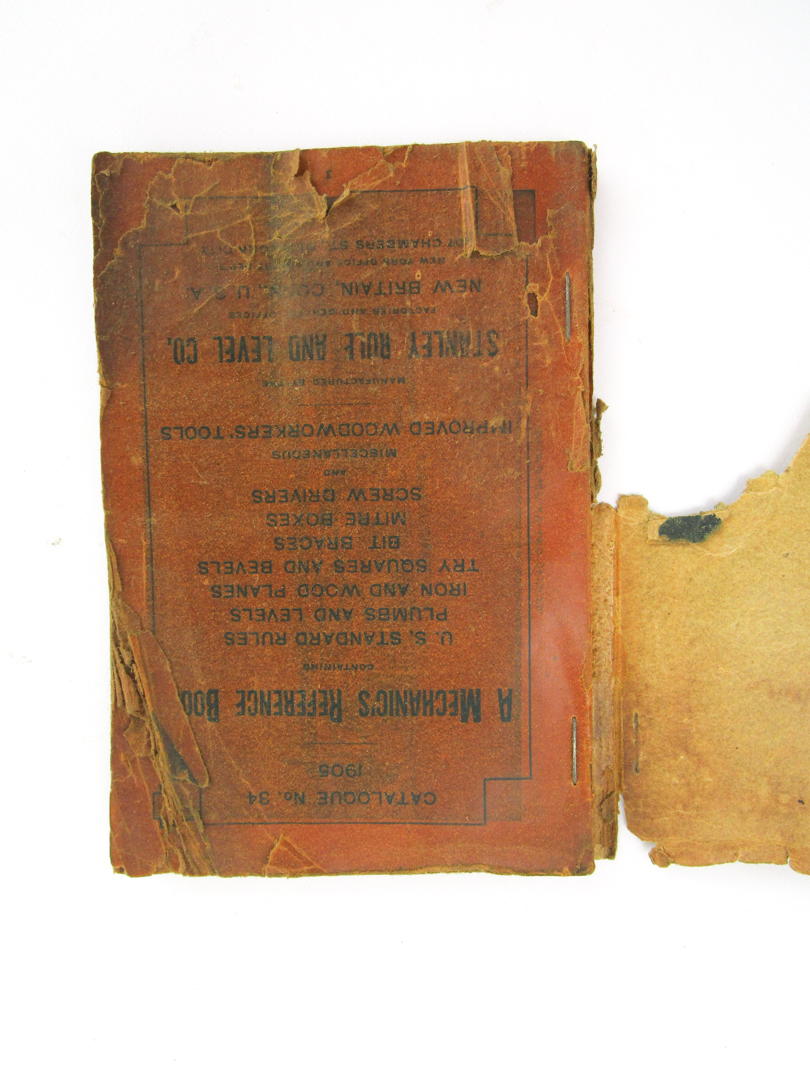 CATALOGUE No. 34
1905
A MECHANIC'S REFERENCE
CONTAINING
U. S. STANDARD RULES
PLUMBS AND LEVELS
IRON AND WOOD PLANES
TRY SQUARES AND BEVELS
BIT BRACES
MITRE BOXES
SCREW DRIVERS
AND
MISCELLANEOUS
IMPROVED WOODWORKERS' TOOLS
MANUFACTURED BY THE
STANLEY RULE AND LEVEL CO.
FACTORIES AND OFFICES
NEW BRITAIN, U. S. A.
NEW YORK OFFICE AND
CHAMBERS ST.